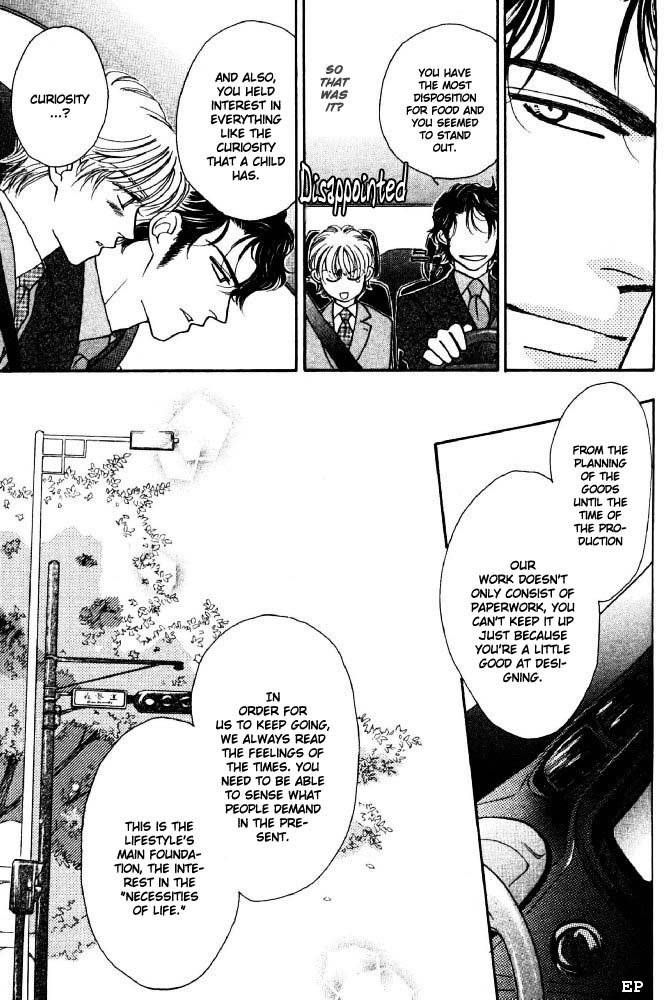 YOU HAVE
THE MOST
DISPOSITION
FOR FOOD AND
YOU SEEMED
TO STAND
OUT.
SO
THAT
WAS
IT?
Disappointed
AND ALSO,
YOU HELD
INTEREST IN
EVERYTHING
LIKE THE
CURIOSITY
THAT A CHILD
HAS.
CURIOSITY
...?
FROM THE
PLANNING
OF THE
GOODS
UNTIL THE
TIME OF
THE PRO-
DUCTION
OUR
WORK DOESN'T
ONLY CONSIST OF
PAPERWORK, YOU
CAN'T KEEP IT UP
JUST BECAUSE
YOU'RE A LITTLE
GOOD AT DESI-
GNING.
IN
ORDER FOR
US TO KEEP GOING,
WE ALWAYS READ
THE FEELINGS OF
THE TIMES. YOU
NEED TO BE ABLE
TO SENSE WHAT
PEOPLE DEMAND
IN THE PRE-
SENT.
THIS IS THE
LIFESTYLE'S
MAIN FOUNDA-
TION, THE INTE-
REST IN THE
"NECESSITIES
OF LIFE."
EP